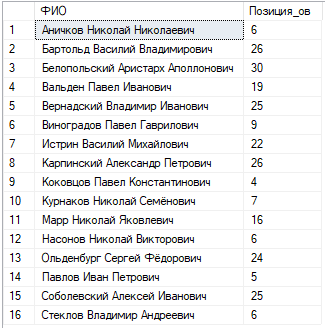 ФИО Позиция_ов
1 Аничков Николай Николаевич 6
2 Бартольд Василий Владимирович 26
3 Белопольский Аристарх Аполлонович 30
4 Вальден Павел Иванович 19
5 Вернадский Владимир Иванович 25
6 Виноградов Павел Гаврилович 9
7 Истрин Василий Михайлович 22
8 Карпинский Александр Петрович 26
9 Коковцов Павел Константинович 4
10 Курнаков Николай Семёнович 7
11 Марр Николай Яковлевич 16
12 Насонов Николай Викторович 6
13 Ольденбург Сергей Фёдорович 24
14 Павлов Иван Петрович 5
15 Соболевский Алексей Иванович 25
16 Стеклов Владимир Андреевич 6